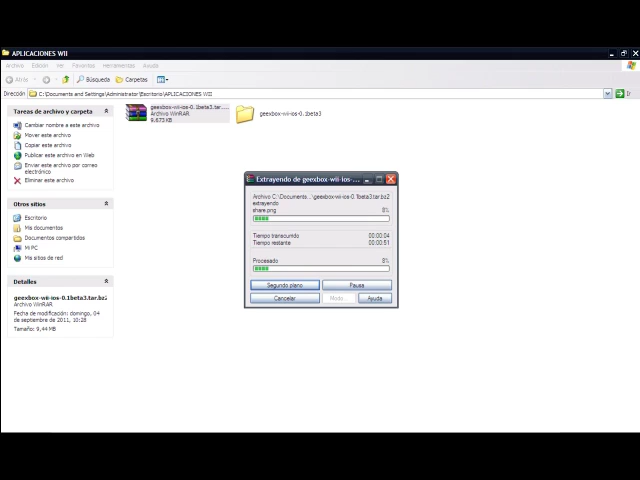 APLICACIONES WII
Archivo Edición Ver Favoritos Herramientas Ayuda
Atrás Búsqueda Carpetas
Dirección C:\Documents and Settings\Administrator\Escritorio\APLICACIONES WII Ir
Tareas de archivo y carpeta
Cambiar nombre a este archivo
Mover este archivo
Copiar este archivo
Publicar este archivo en Web
Enviar este archivo por correo
electrónico
Eliminar este archivo
Otros sitios
Escritorio
Mis documentos
Documentos compartidos
Mi PC
Mis sitios de red
Detalles
geexbox-wii-ios-0.1beta3.tar.bz2
Archivo WinRAR
Fecha de modificación: domingo, 04
de septiembre de 2011, 10:28
Tamaño: 9,44 MB
geexbox-wii-ios-0.1beta3.tar....
Archivo WinRAR
9.673 KB
geexbox-wii-ios-0.1beta3
Extrayendo de geexbox-wii-ios-...
Archivo C:\Documents...\geexbox-wii-ios-0.1beta3.tar.bz2
extrayendo
share.png 8%
Tiempo transcurrido 00:00:04
Tiempo restante 00:00:51
Procesado 8%
Segundo plano Pausa
Cancelar Modo... Ayuda